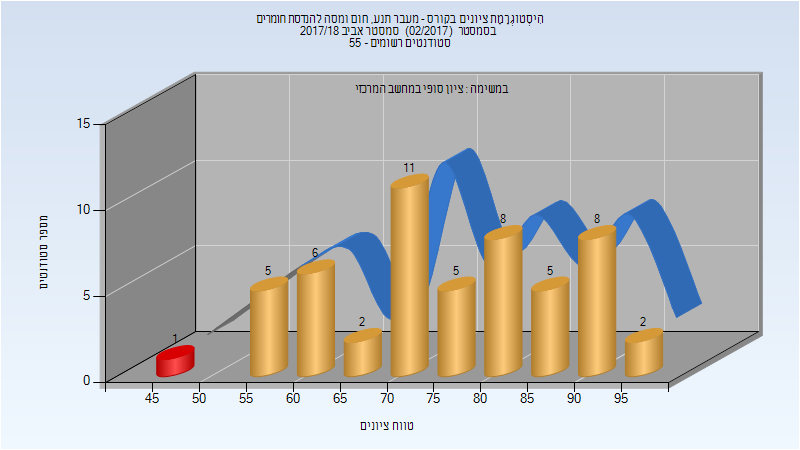 היסטוגרמת ציונים בקורס - מעבר תנע, חום ומסה להנדסת חומרים
בסמסטר (02/2017) סמסטר אביב 2017/18
סטודנטים רשומים - 55
במשימה : ציון סופי במחשב המרכזי
מספר סטודנטים
15
10
5
0
1
5
6
2
11
5
8
5
8
2
45 50 55 60 65 70 75 80 85 90 95
טווח ציונים